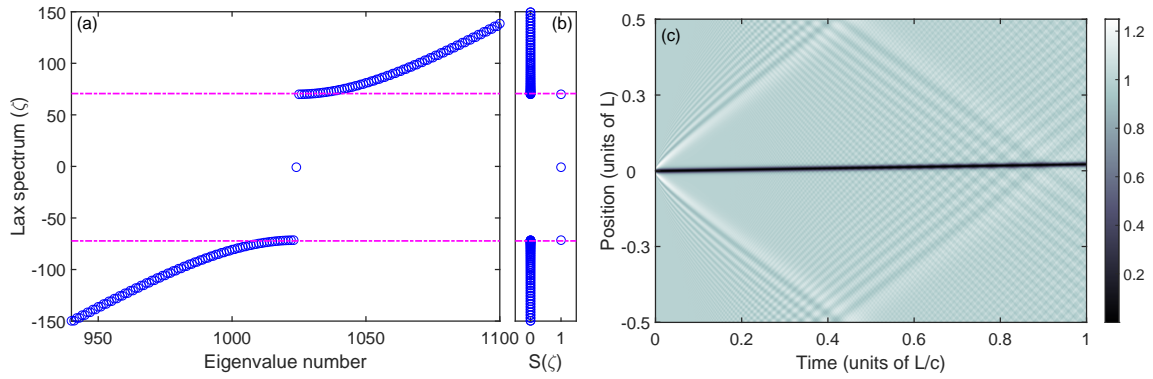 (a)
150
100
50
0
-50
-100
-150
Lax spectrum (ζ)
950
1000
1050
1100
Eigenvalue number
(b)
0 1
S(ζ)
(c)
0.5
0.3
0
-0.3
-0.5
Position (units of L)
0 0.2 0.4 0.6 0.8 1
Time (units of L/c)
1.2
1
0.8
0.6
0.4
0.2